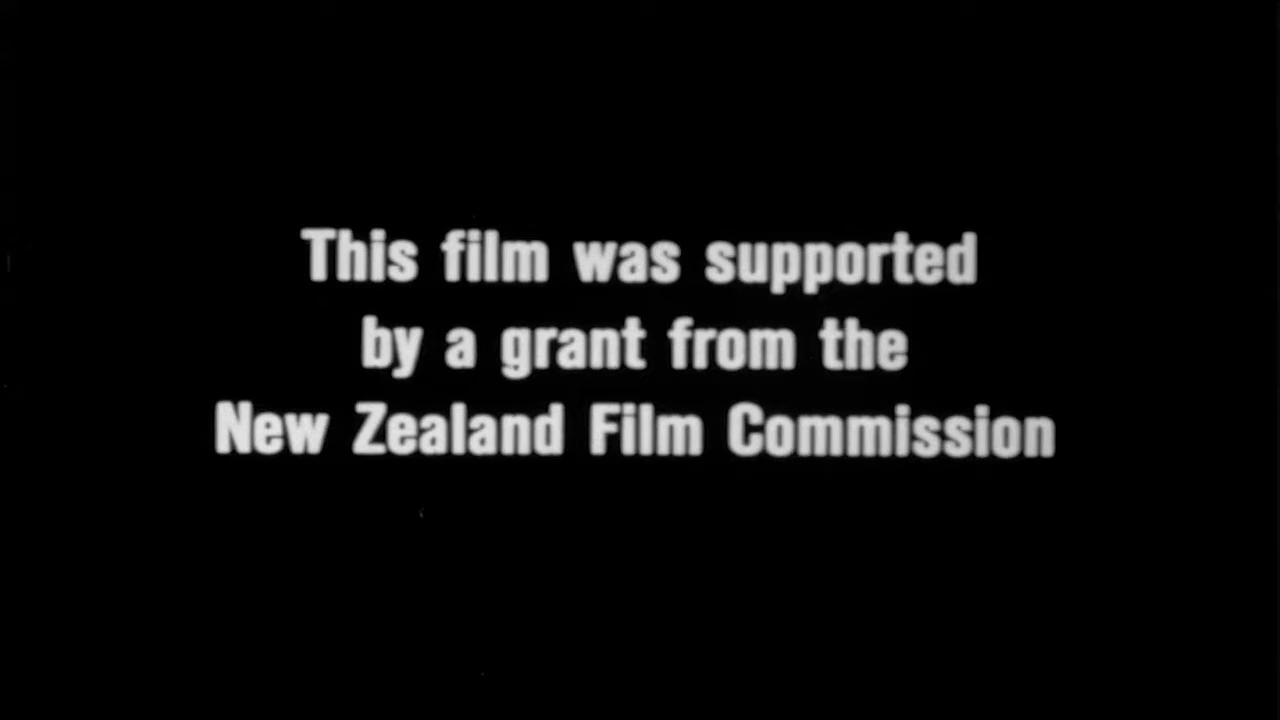 This film was supported
by a grant from the
New Zealand Film Commission